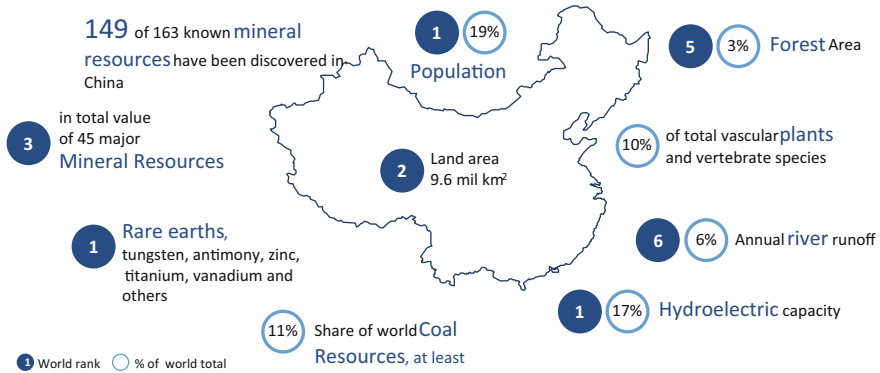 149 of 163 known mineral
resources have been discovered in
China
1 19%
Population
5 3% Forest Area
3 in total value
of 45 major
Mineral Resources
2 Land area
9.6 mil km²
10% of total vascular plants
and vertebrate species
1 Rare earths,
tungsten, antimony, zinc,
titanium, vanadium and
others
6 6% Annual river runoff
1 17% Hydroelectric capacity
11% Share of world Coal
Resources, at least
1 World rank % of world total